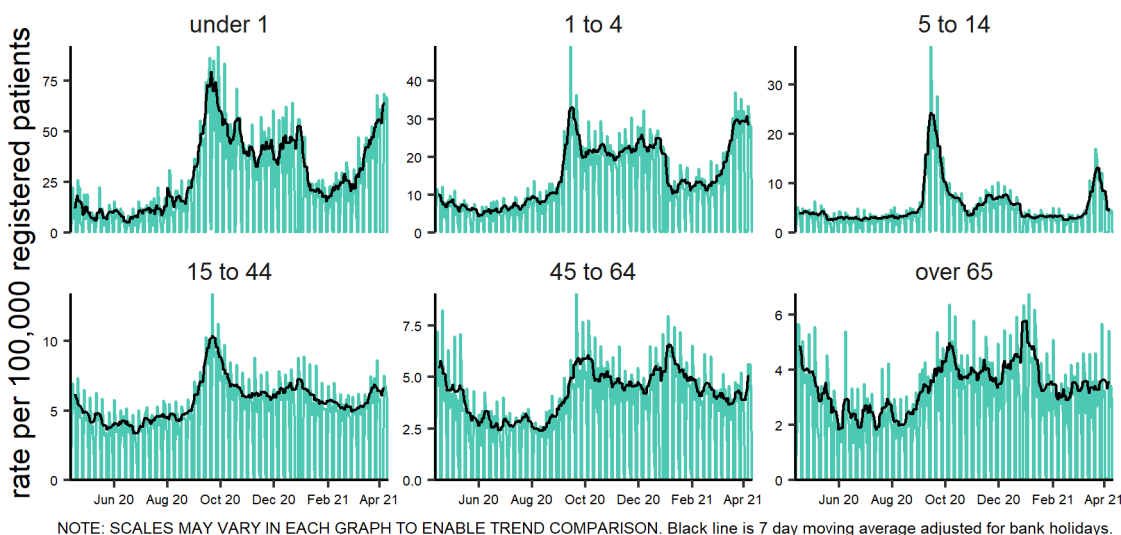 rate per 100,000 registered patients
under 1
1 to 4
5 to 14
75
50
25
0
40
30
20
10
0
30
20
10
0
15 to 44
45 to 64
over 65
10
5
0
7.5
5.0
2.5
0.0
6
4
2
0
Jun 20 Aug 20 Oct 20 Dec 20 Feb 21 Apr 21
Jun 20 Aug 20 Oct 20 Dec 20 Feb 21 Apr 21
Jun 20 Aug 20 Oct 20 Dec 20 Feb 21 Apr 21
NOTE: SCALES MAY VARY IN EACH GRAPH TO ENABLE TREND COMPARISON. Black line is 7 day moving average adjusted for bank holidays.